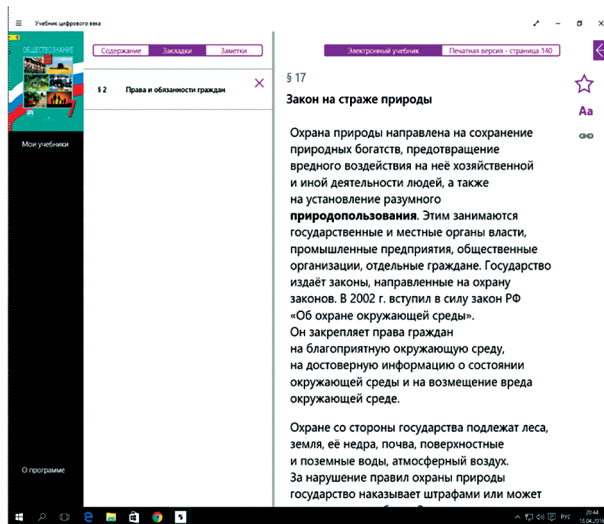 Учебник цифрового века
ОБЩЕСТВОЗНАНИЕ
7
Мои учебники
О программе
Содержание Закладки Заметки
§ 2 Права и обязанности граждан
Электронный учебник Печатная версия - страница 140
§ 17
Закон на страже природы
Охрана природы направлена на сохранение
природных богатств, предотвращение
вредного воздействия на неё хозяйственной
и иной деятельности людей, а также
на установление разумного
природопользования. Этим занимаются
государственные и местные органы власти,
промышленные предприятия, общественные
организации, отдельные граждане. Государство
издаёт законы, направленные на охрану
законов. В 2002 г. вступил в силу закон РФ
«Об охране окружающей среды».
Он закрепляет права граждан
на благоприятную окружающую среду,
на достоверную информацию о состоянии
окружающей среды и на возмещение вреда
окружающей среде.
Охране со стороны государства подлежат леса,
земля, её недра, почва, поверхностные
и поземные воды, атмосферный воздух.
За нарушение правил охраны природы
государство наказывает штрафами или может
Aa
РУС
20:44